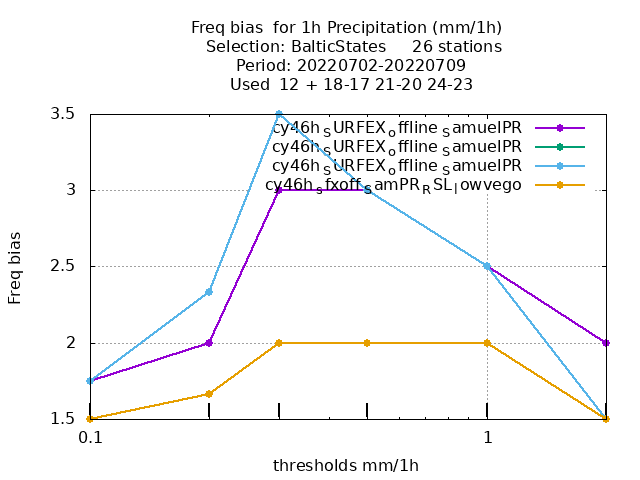 Freq bias  for 1h Precipitation (mm/1h)
Selection: BalticStates     26 stations
Period: 20220702-20220709
Used  12 + 18-17 21-20 24-23
3.5
cy46h_SURFEX_offline_SamuelPR
cy46h_SURFEX_offline_SamuelPR
cy46h_SURFEX_offline_SamuelPR
cy46h_sfxoff_samPR_RSL_lowvego
3
2.5
Freq bias
2
1.5
0.1 1
thresholds mm/1h